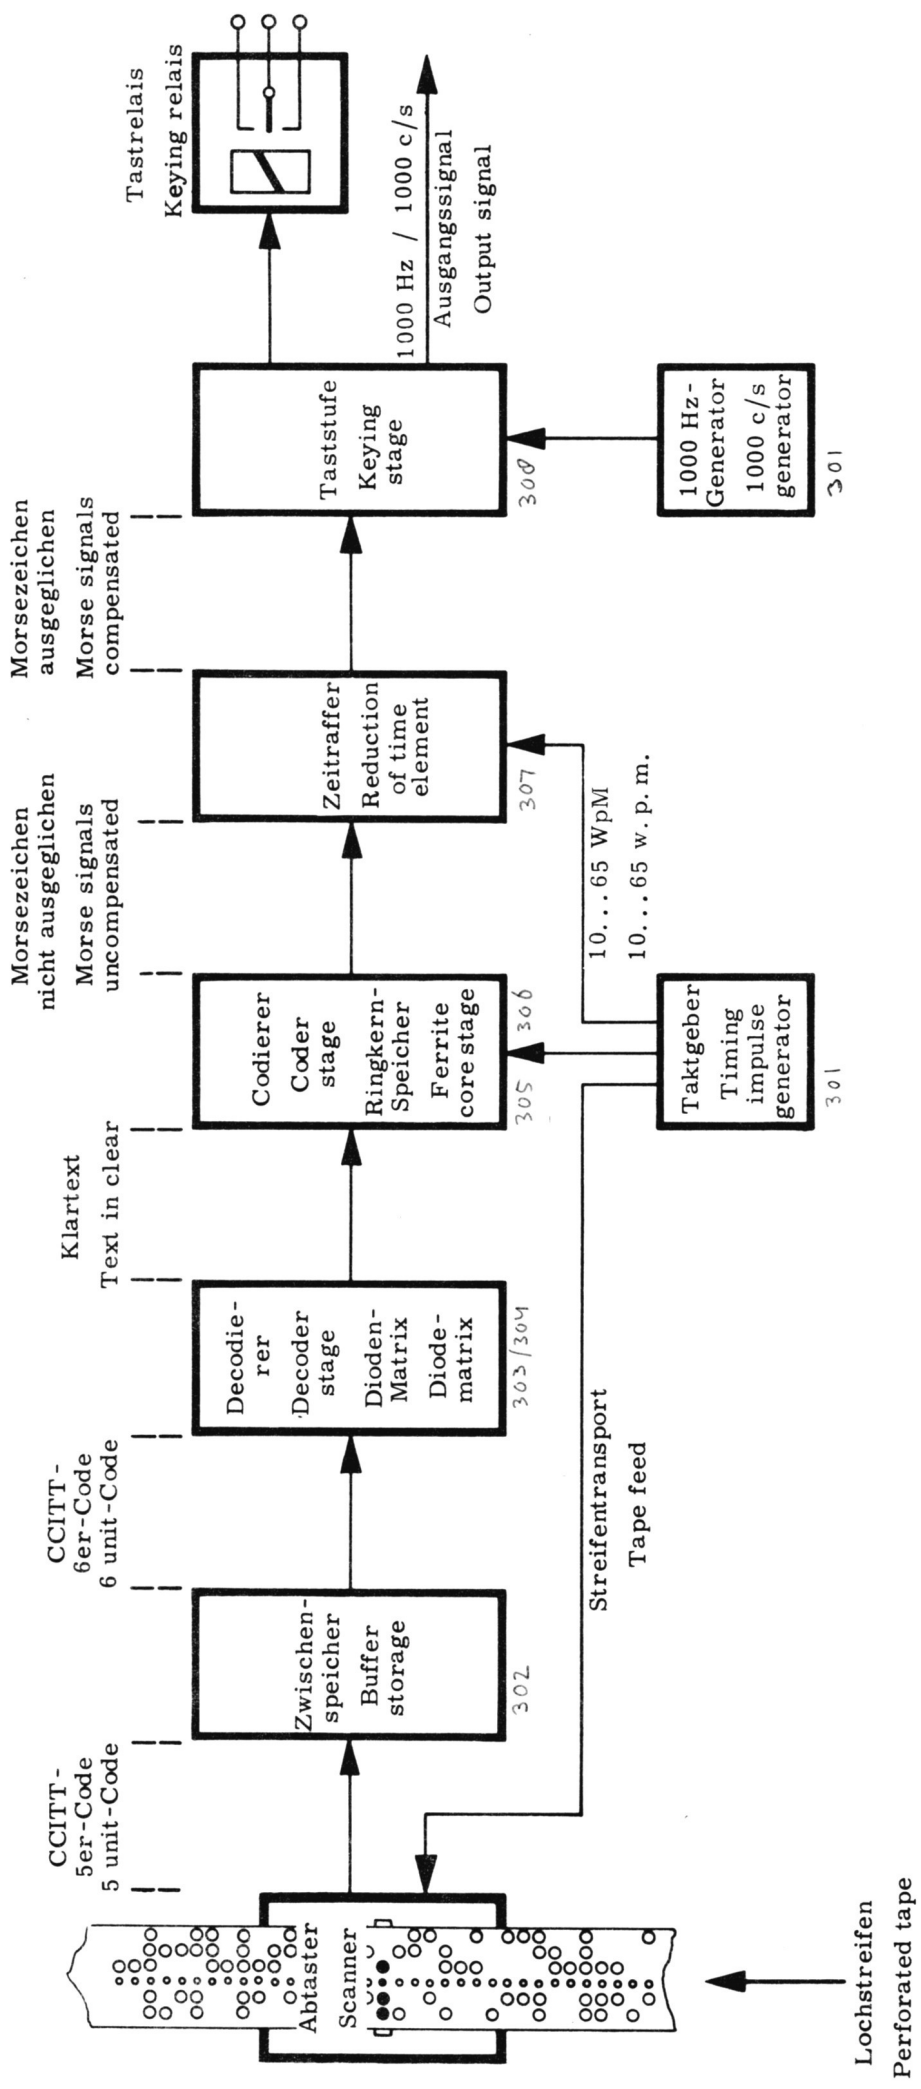 Lochstreifen
Perforated tape
Abtaster
Scanner
CCITT-
5er-Code
5 unit-Code
Zwischen-
speicher
Buffer
storage
302
CCITT-
6er-Code
6 unit-Code
Decodie-
rer
Decoder
stage
Dioden-
Matrix
Diode-
matrix
303/304
Klartext
Text in clear
Codierer
Coder
stage
Ringkern-
Speicher
Ferrite
core stage
305 306
Morsezeichen
nicht ausgeglichen
Morse signals
uncompensated
Zeitraffer
Reduction
of time
element
307
Morsezeichen
ausgeglichen
Morse signals
compensated
Taststufe
Keying
stage
308
Tastrelais
Keying relais
1000 Hz / 1000 c/s
Ausgangssignal
Output signal
Streifentransport
Tape feed
Taktgeber
Timing
impulse
generator
301
10...65 WpM
10...65 w.p.m.
1000 Hz-
Generator
1000 c/s
generator
301